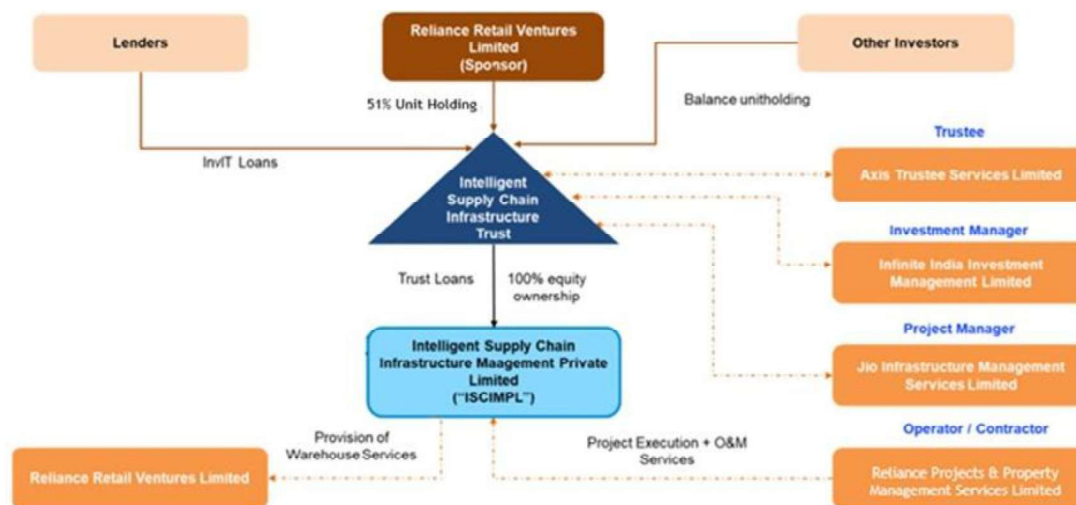 Lenders
Reliance Retail Ventures
Limited
(Sponsor)
Other Investors
51% Unit Holding
Balance unitholding
InvIT Loans
Trustee
Axis Trustee Services Limited
Intelligent
Supply Chain
Infrastructure
Trust
Investment Manager
Infinite India Investment
Management Limited
Trust Loans
100% equity
ownership
Project Manager
Jio Infrastructure Management
Services Limited
Intelligent Supply Chain
Infrastructure Maagement Private
Limited
("ISCIMPL")
Operator / Contractor
Provision of
Warehouse Services
Project Execution + O&M
Services
Reliance Retail Ventures Limited
Reliance Projects & Property
Management Services Limited